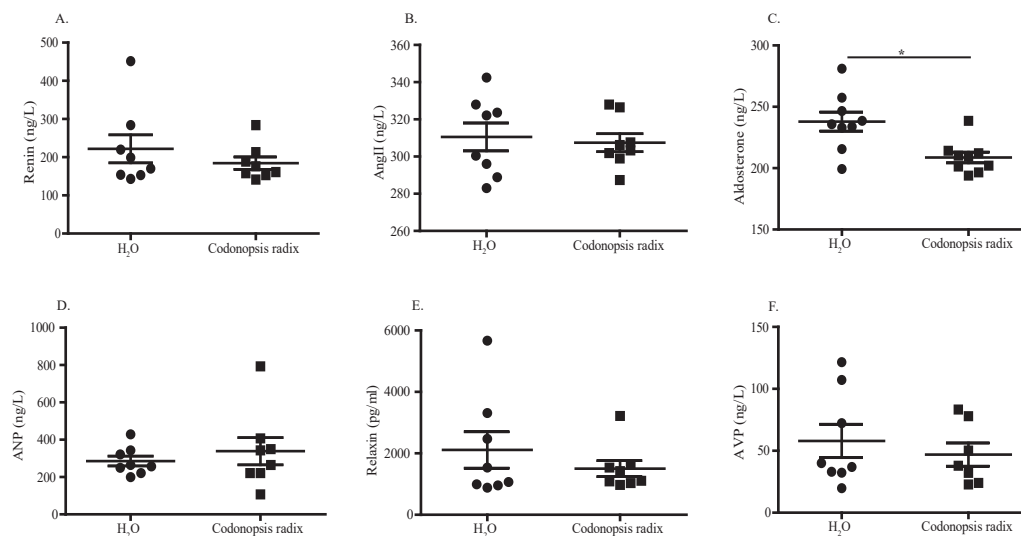 A.
Renin (ng/L)
500
400
300
200
100
0
H₂O Codonopsis radix
B.
AngII (ng/L)
360
340
320
300
280
260
H₂O Codonopsis radix
C.
Aldosterone (ng/L)
300
250
200
150
*
H₂O Codonopsis radix
D.
ANP (ng/L)
1000
800
600
400
200
0
H₂O Codonopsis radix
E.
Relaxin (pg/ml)
6000
4000
2000
0
H₂O Codonopsis radix
F.
AVP (ng/L)
150
100
50
0
H₂O Codonopsis radix